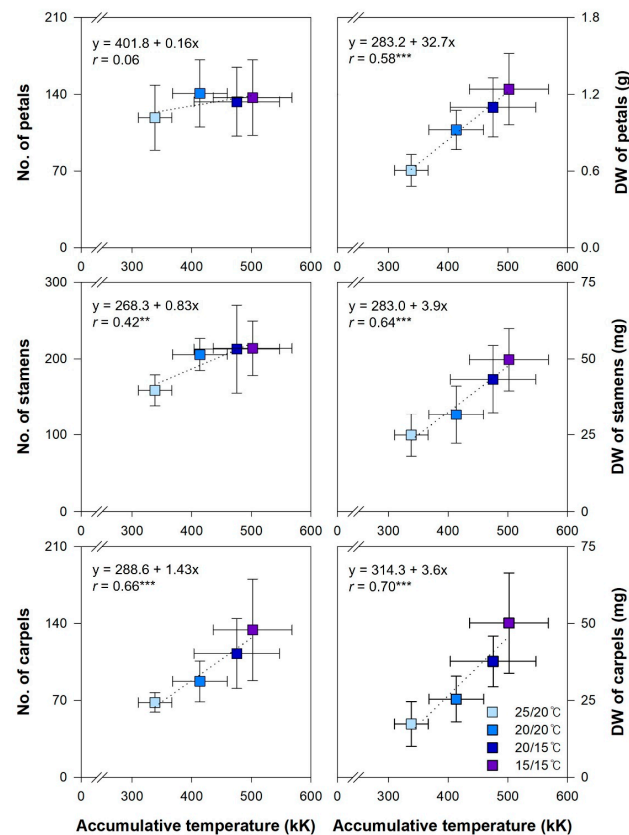 210
140
70
0
No. of petals
y = 401.8 + 0.16x
r = 0.06
0 300 400 500 600
1.8
1.2
0.6
0.0
DW of petals (g)
y = 283.2 + 32.7x
r = 0.58***
0 300 400 500 600
300
200
100
0
No. of stamens
y = 268.3 + 0.83x
r = 0.42**
0 300 400 500 600
75
50
25
0
DW of stamens (mg)
y = 283.0 + 3.9x
r = 0.64***
0 300 400 500 600
210
140
70
0
No. of carpels
y = 288.6 + 1.43x
r = 0.66***
0 300 400 500 600
Accumulative temperature (kK)
75
50
25
0
DW of carpels (mg)
y = 314.3 + 3.6x
r = 0.70***
25/20℃
20/20℃
20/15℃
15/15℃
0 300 400 500 600
Accumulative temperature (kK)